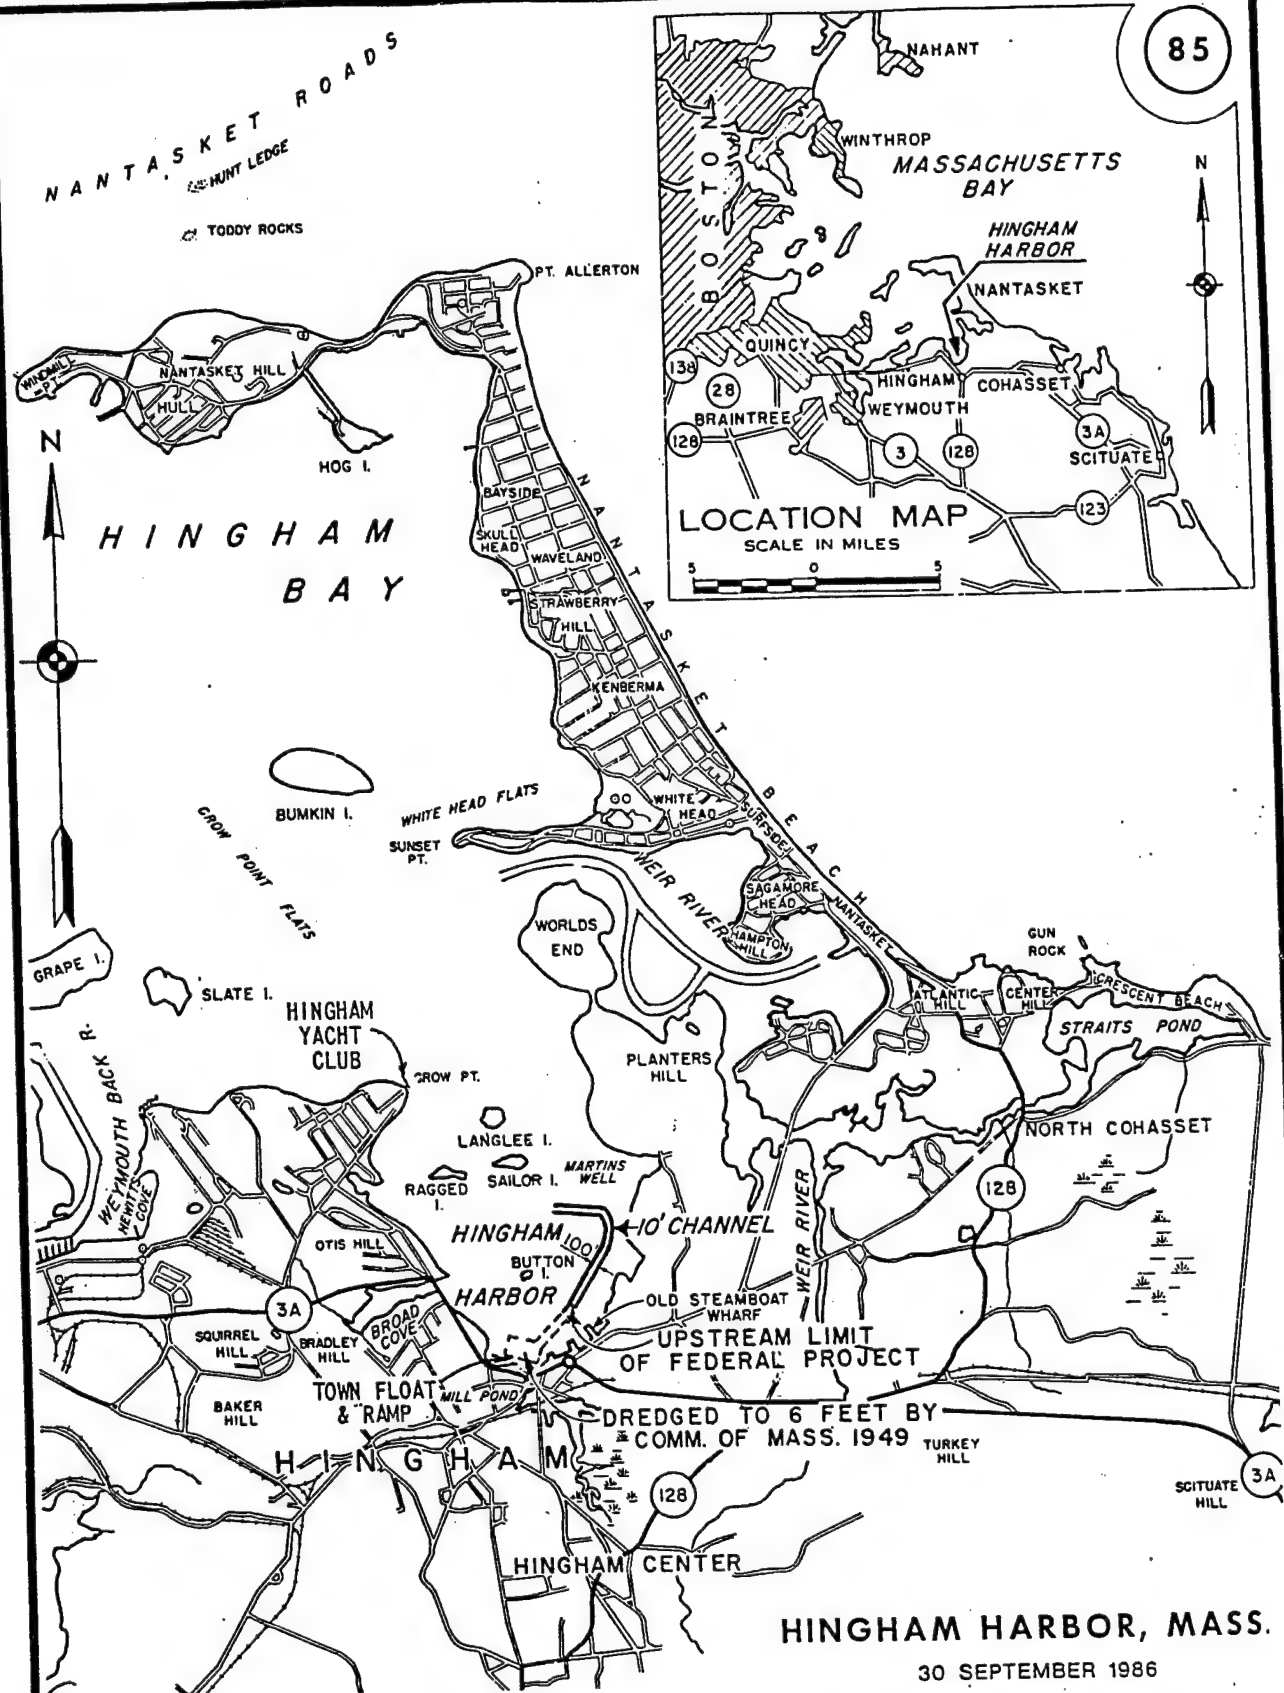 85
NANTASKET ROADS
HUNT LEDGE
TODDY ROCKS
PT. ALLERTON
WINDMILL
PT.
NANTASKET HILL
HULL
HOG I.
N
HINGHAM
BAY
BAYSIDE
SKULL
HEAD
WAVELAND
STRAWBERRY
HILL
KENBERMA
NANTASKET BEACH
NAHANT
WINTHROP
MASSACHUSETTS
BAY
N
BOSTON
HINGHAM
HARBOR
NANTASKET
QUINCY
138
28
HINGHAM
COHASSET
BRAINTREE
WEYMOUTH
128
3
128
3A
SCITUATE
123
LOCATION MAP
SCALE IN MILES
5 0 5
BUMKIN I.
WHITE HEAD FLATS
CROW POINT FLATS
SUNSET
PT.
WHITE
HEAD
SURFSIDE
WEIR RIVER
SAGAMORE
HEAD
NANTASKET
HAMPTON
HILL
WORLDS
END
GUN
ROCK
GRAPE I.
SLATE I.
ATLANTIC
HILL
CENTER
HILL
CRESCENT BEACH
STRAITS POND
HINGHAM
YACHT
CLUB
CROW PT.
PLANTERS
HILL
WEYMOUTH BACK R.
HEWITTS
COVE
LANGLEE I.
SAILOR I.
RAGGED
I.
MARTINS
WELL
NORTH COHASSET
128
WEIR RIVER
HINGHAM
HARBOR
100'
10' CHANNEL
BUTTON
I.
OTIS HILL
3A
SQUIRREL
HILL
BRADLEY
HILL
BROAD
COVE
OLD STEAMBOAT
WHARF
UPSTREAM LIMIT
OF FEDERAL PROJECT
TOWN FLOAT
& RAMP
MILL POND
BAKER
HILL
DREDGED TO 6 FEET BY
COMM. OF MASS. 1949
TURKEY
HILL
HINGHAM
128
3A
SCITUATE
HILL
HINGHAM CENTER
HINGHAM HARBOR, MASS.
30 SEPTEMBER 1986